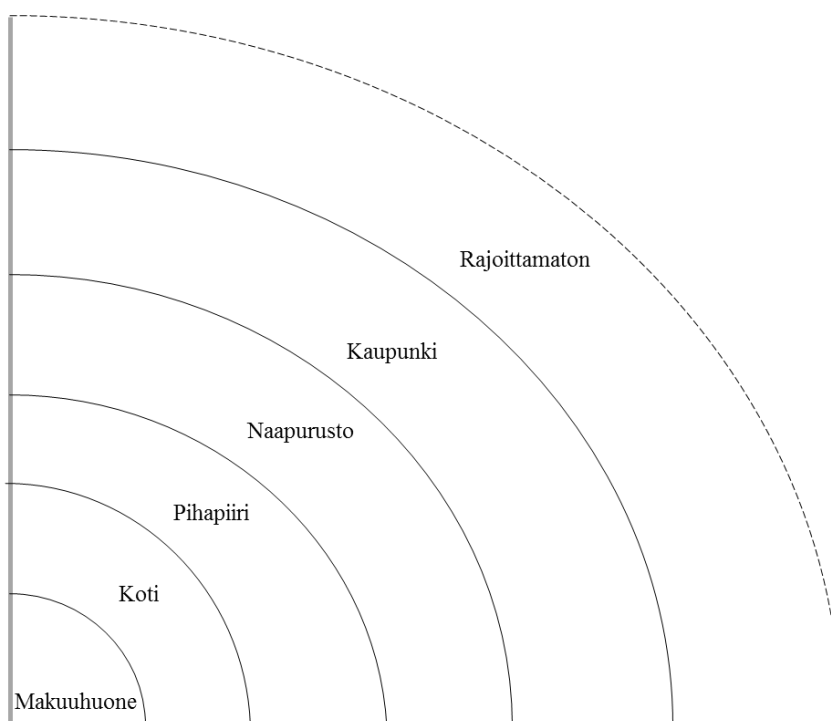 Rajoittamaton
Kaupunki
Naapurusto
Pihapiiri
Koti
Makuuhuone